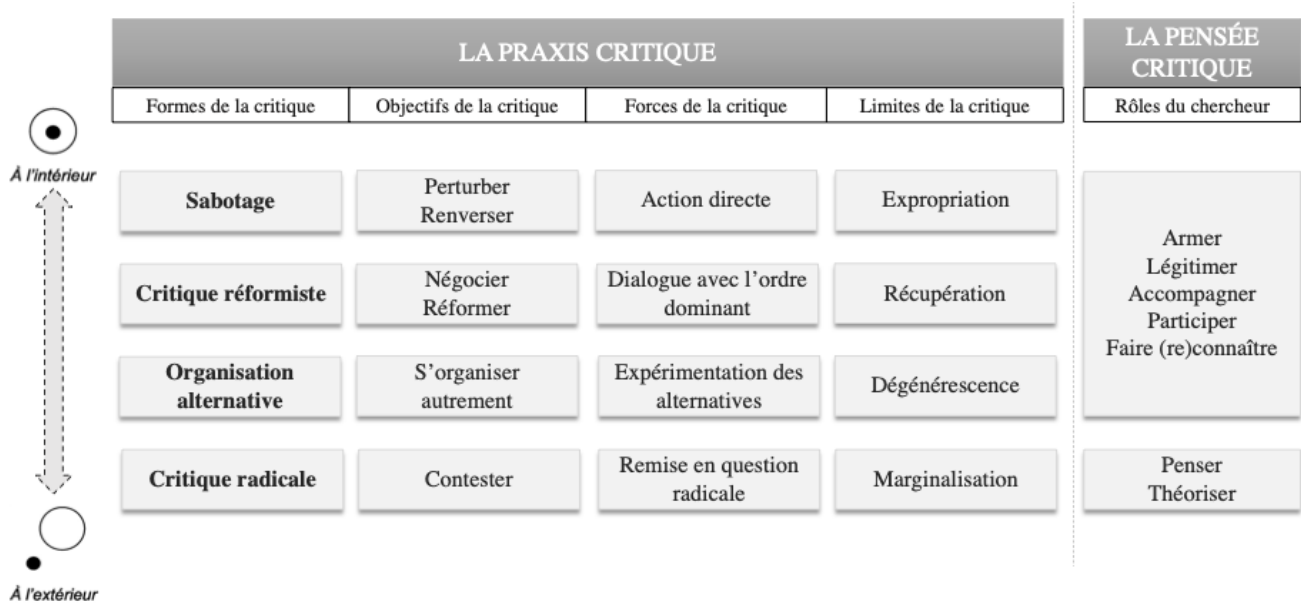 LA PRAXIS CRITIQUE
LA PENSÉE
CRITIQUE
Formes de la critique
Objectifs de la critique
Forces de la critique
Limites de la critique
Rôles du chercheur
À l'intérieur
Sabotage
Perturber
Renverser
Action directe
Expropriation
Critique réformiste
Négocier
Réformer
Dialogue avec l'ordre
dominant
Récupération
Organisation
alternative
S'organiser
autrement
Expérimentation des
alternatives
Dégénérescence
Armer
Légitimer
Accompagner
Participer
Faire (re)connaître
Critique radicale
Contester
Remise en question
radicale
Marginalisation
Penser
Théoriser
À l'extérieur